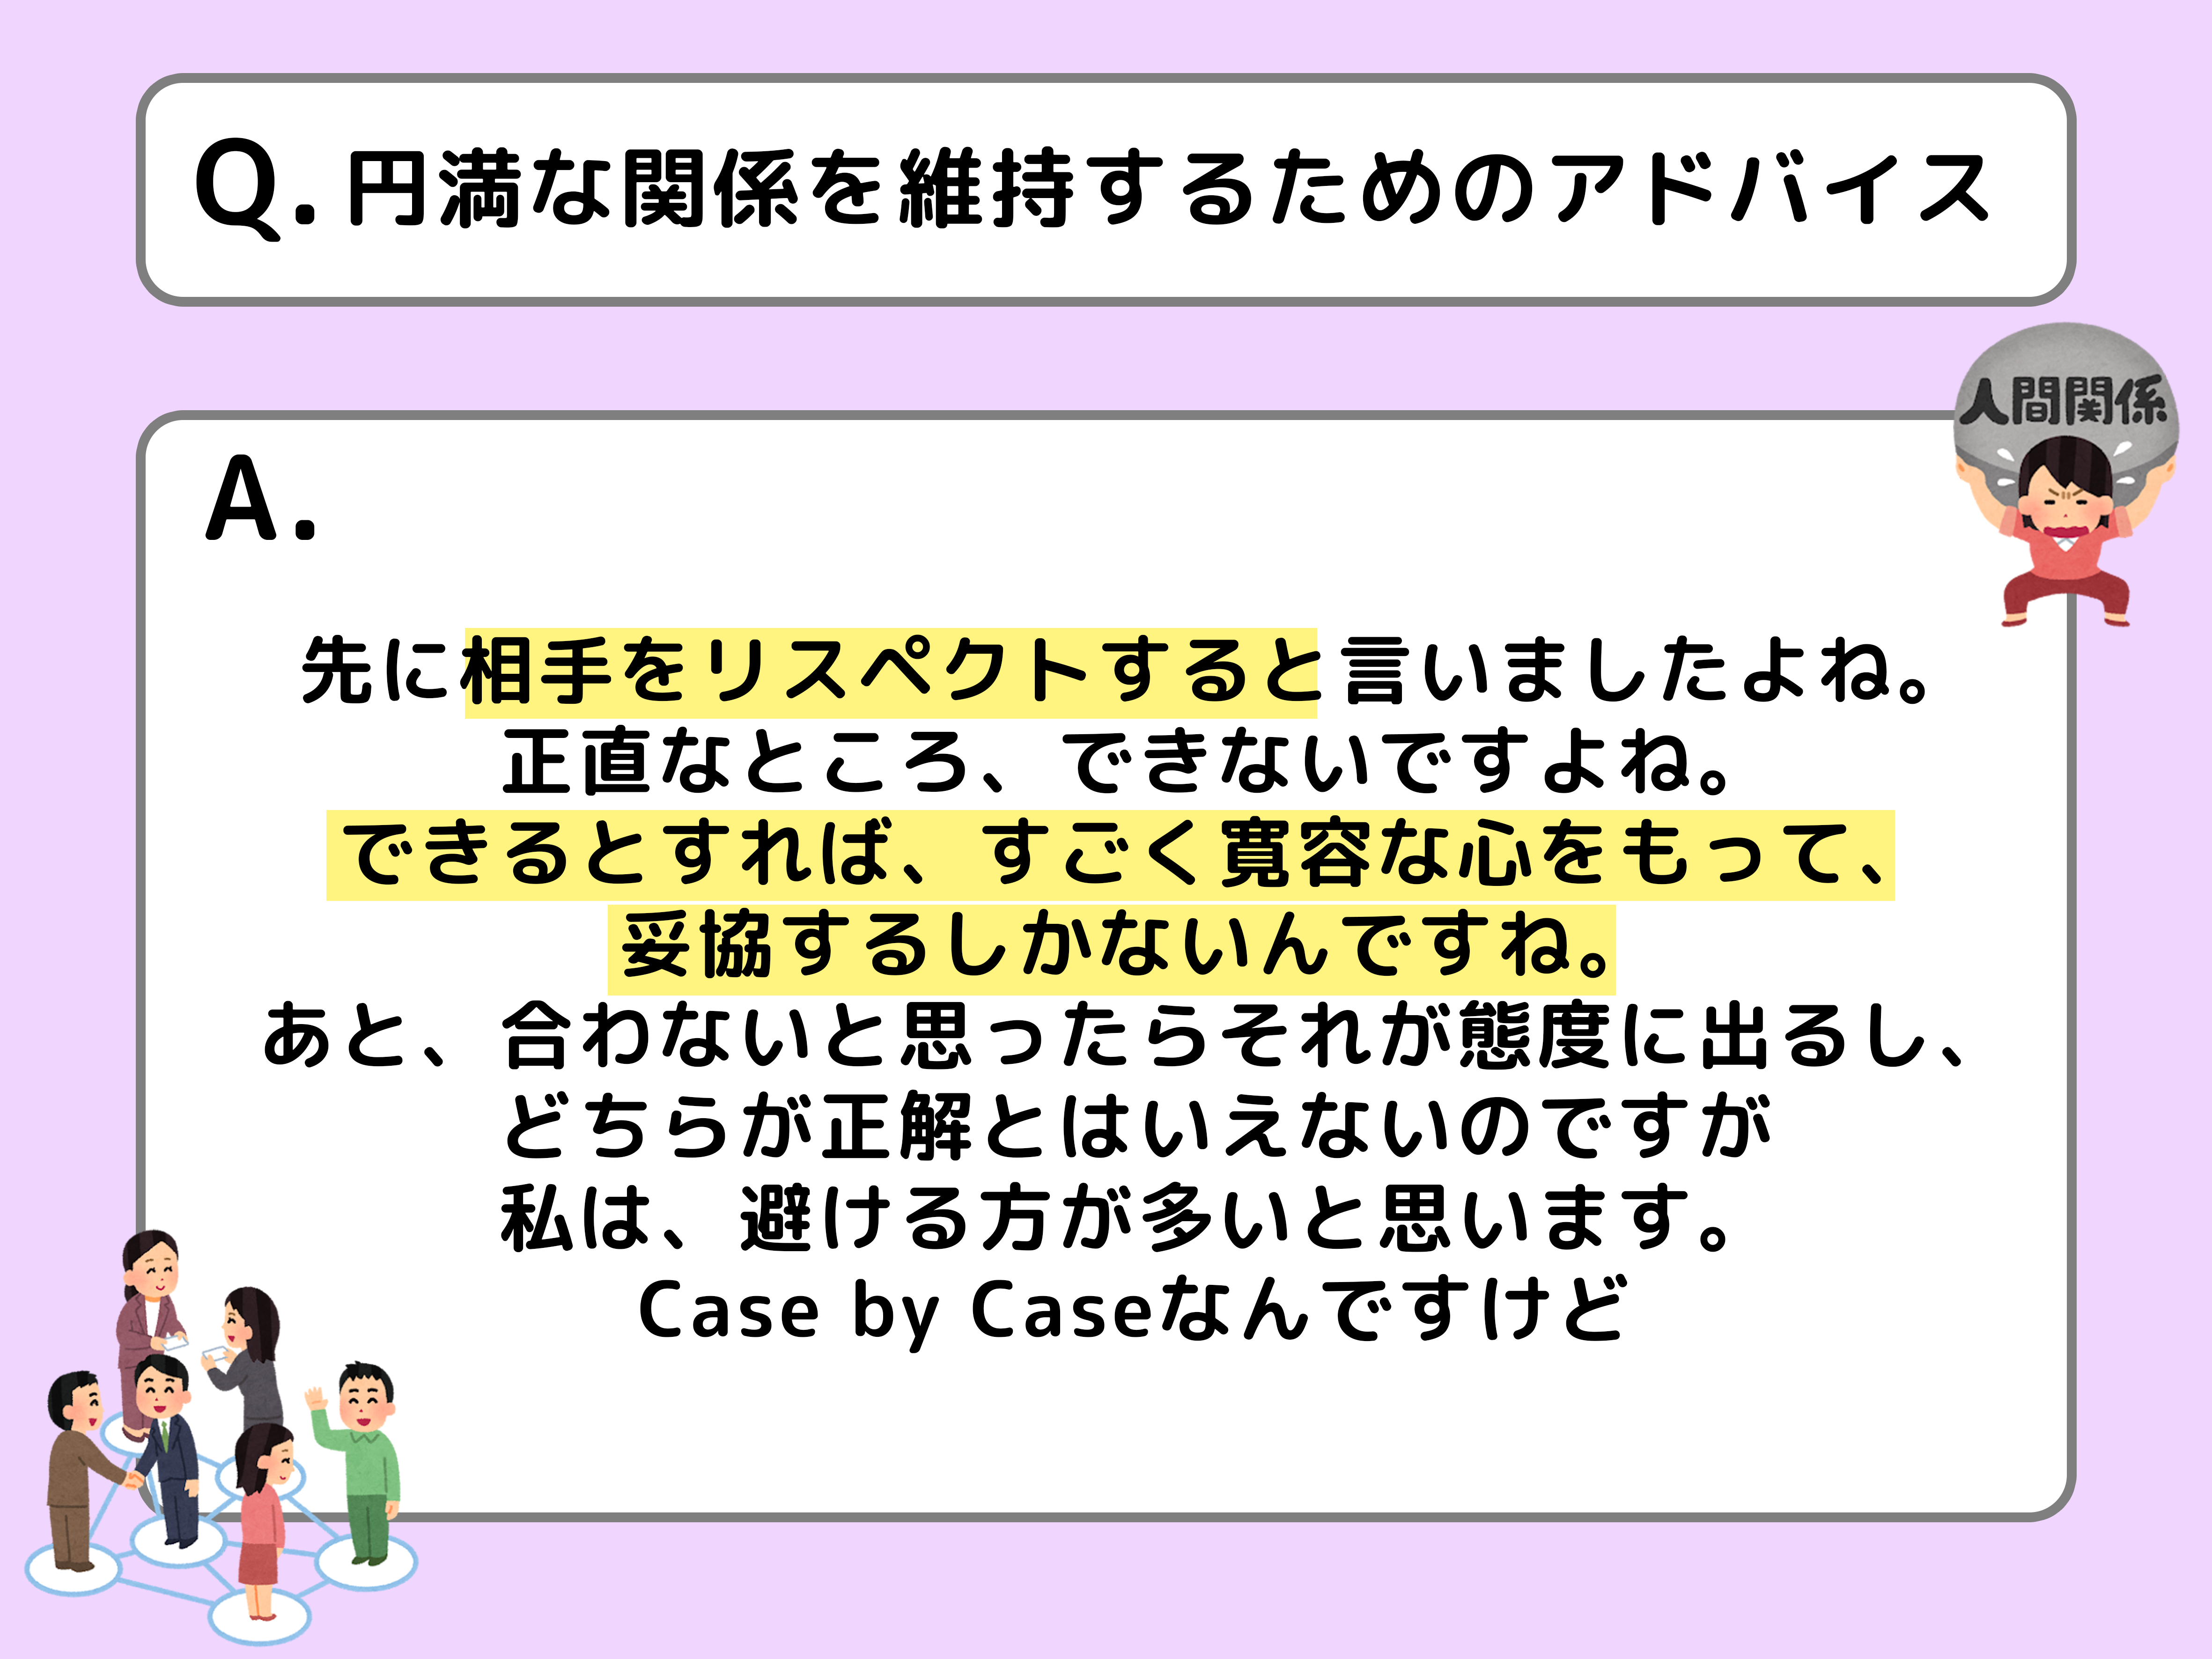 Q. 円満な関係を維持するためのアドバイス
人間関係
A.
先に相手をリスペクトすると言いましたよね。
正直なところ、できないですよね。
できるとすれば、すごく寛容な心をもって、
妥協するしかないんですね。
あと、合わないと思ったらそれが態度に出るし、
どちらが正解とはいえないのですが
私は、避ける方が多いと思います。
Case by Caseなんですけど